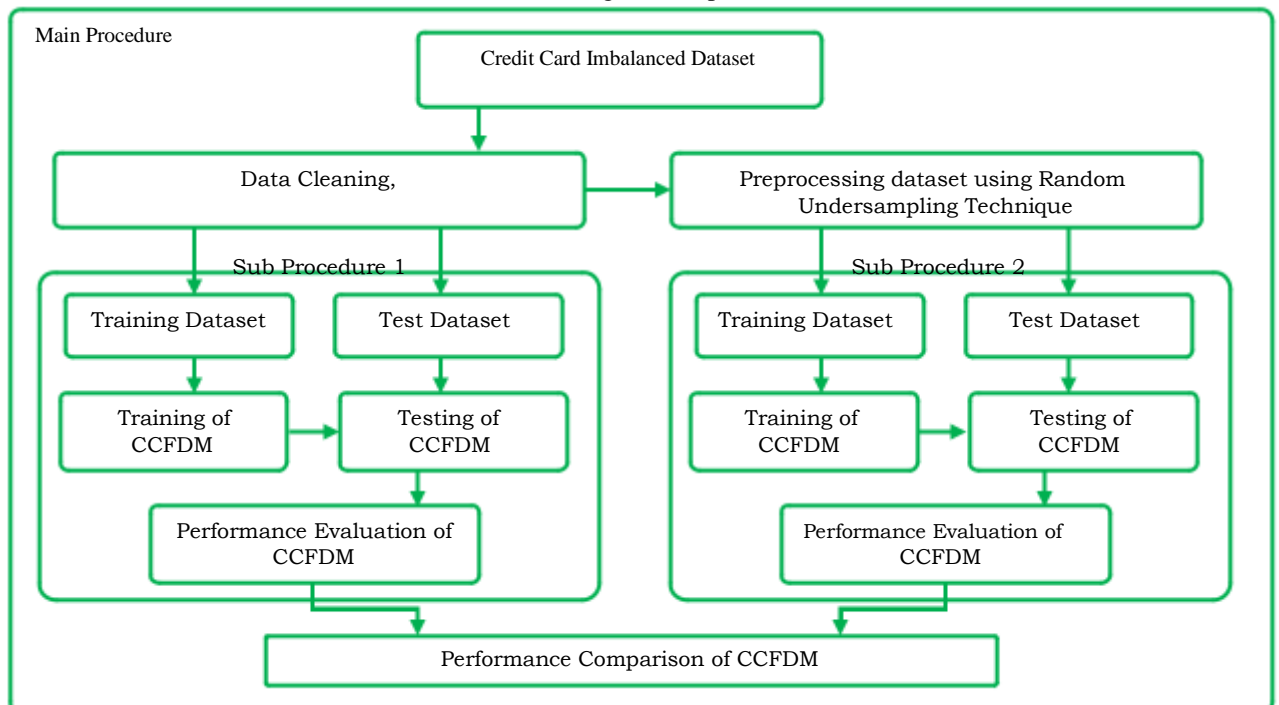 Main Procedure
Credit Card Imbalanced Dataset
Data Cleaning,
Preprocessing dataset using Random
Undersampling Technique
Sub Procedure 1
Training Dataset
Test Dataset
Training of
CCFDM
Testing of
CCFDM
Performance Evaluation of
CCFDM
Sub Procedure 2
Training Dataset
Test Dataset
Training of
CCFDM
Testing of
CCFDM
Performance Evaluation of
CCFDM
Performance Comparison of CCFDM